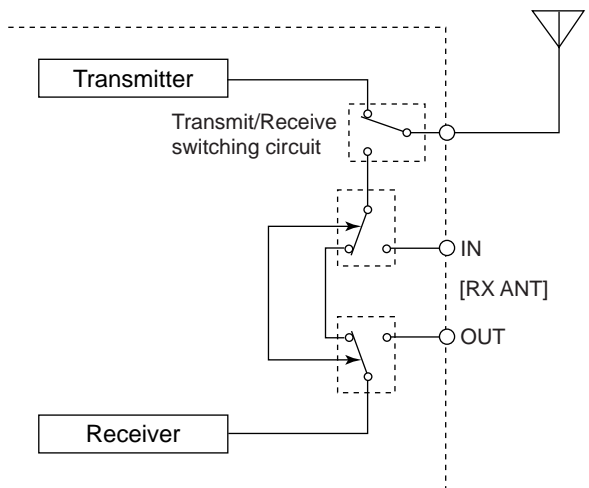 Transmitter
Transmit/Receive
switching circuit
IN
[RX ANT]
OUT
Receiver